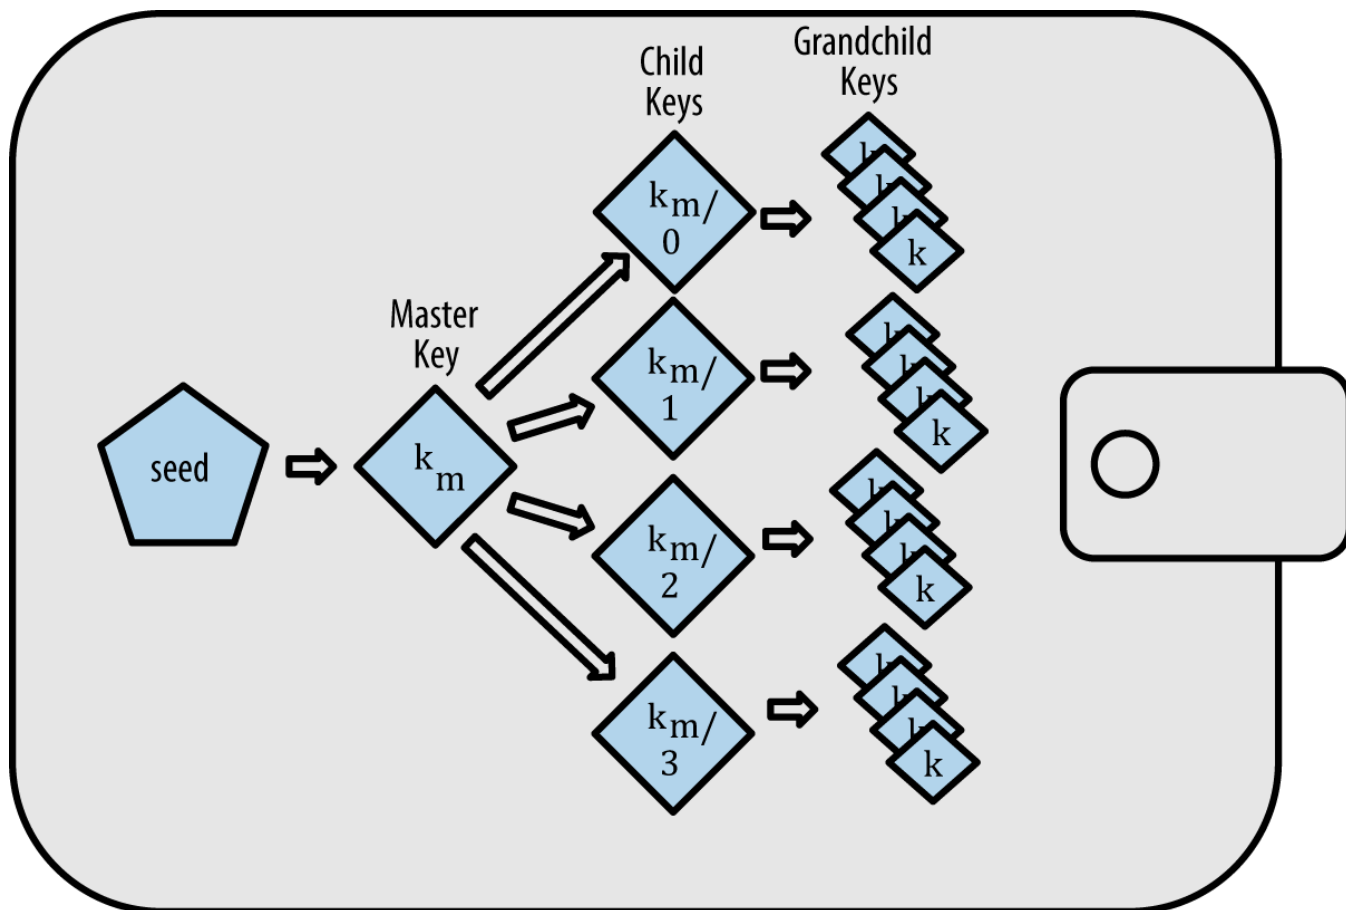 Grandchild
Keys
Child
Keys
Master
Key
seed
k m
k m/
0
k m/
1
k m/
2
k m/
3
k
k
k
k